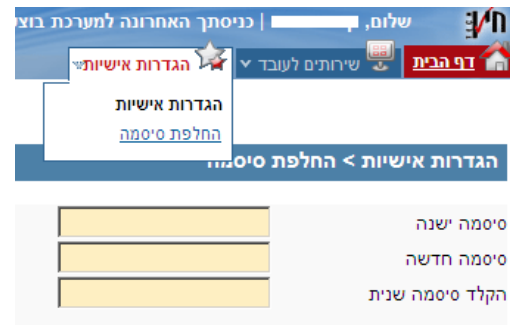 שלום, | כניסתך האחרונה למערכת בוצע
דף הבית שירותים לעובד הגדרות אישיות
הגדרות אישיות
החלפת סיסמה
הגדרות אישיות > החלפת סיסמה
סיסמה ישנה
סיסמה חדשה
הקלד סיסמה שנית